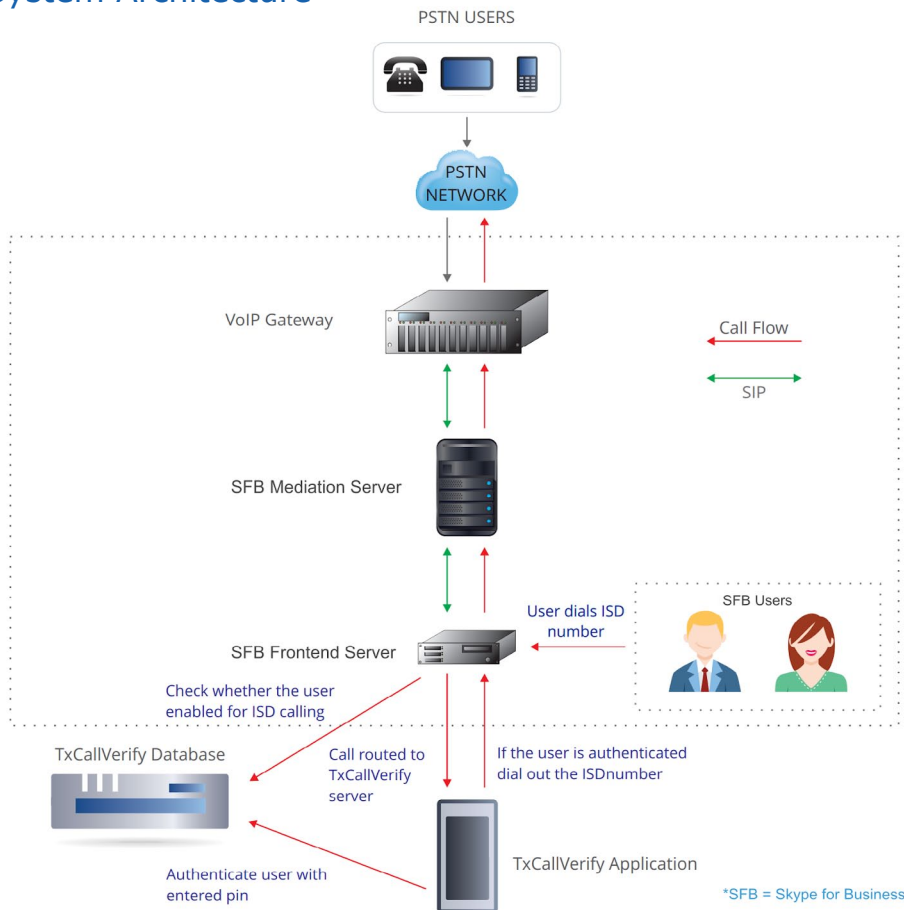 System Architecture
PSTN USERS
PSTN
NETWORK
VoIP Gateway
Call Flow
SIP
SFB Mediation Server
SFB Users
User dials ISD
number
SFB Frontend Server
Check whether the user
enabled for ISD calling
TxCallVerify Database
Call routed to
TxCallVerify
server
If the user is authenticated
dial out the ISDnumber
TxCallVerify Application
Authenticate user with
entered pin
*SFB = Skype for Business